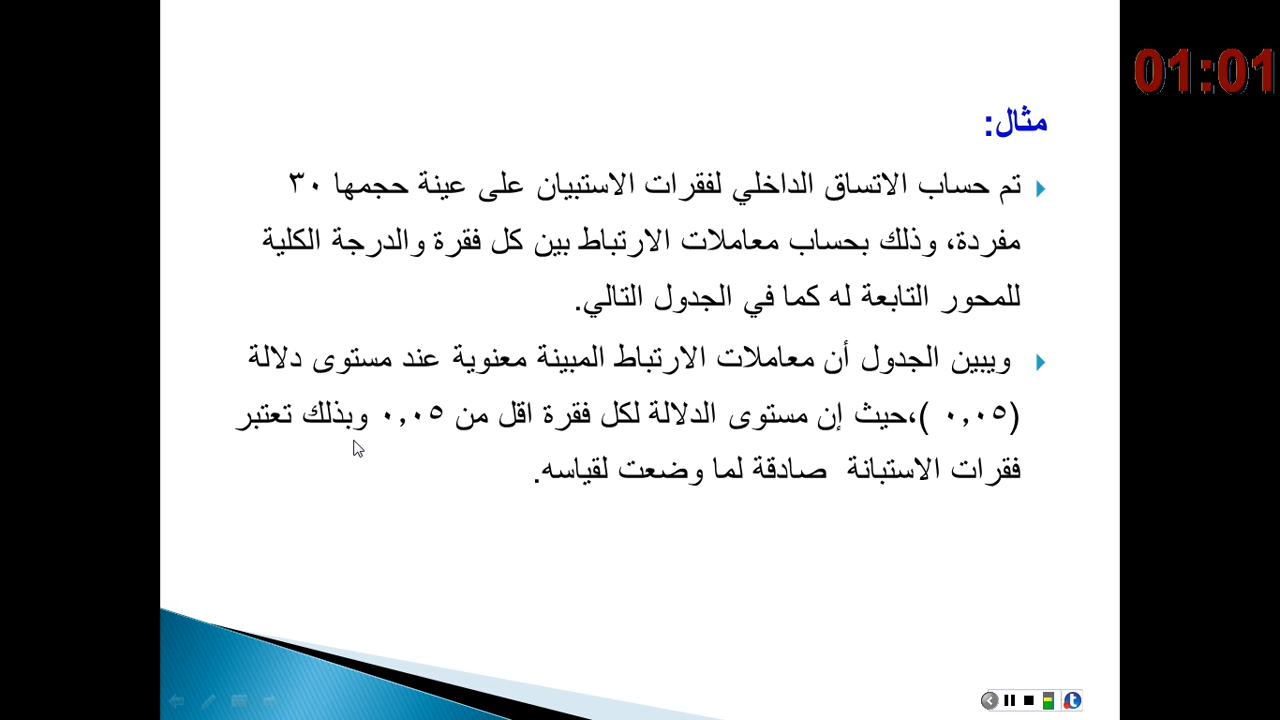 01:01
مثال:
تم حساب الاتساق الداخلي لفقرات الاستبيان على عينة حجمها ٣٠
مفردة، وذلك بحساب معاملات الارتباط بين كل فقرة والدرجة الكلية
للمحور التابعة له كما في الجدول التالي.
ويبين الجدول أن معاملات الارتباط المبينة معنوية عند مستوى دلالة
(٠,٠٥ )،حيث إن مستوى الدلالة لكل فقرة اقل من ٠,٠٥ وبذلك تعتبر
فقرات الاستبانة صادقة لما وضعت لقياسه.